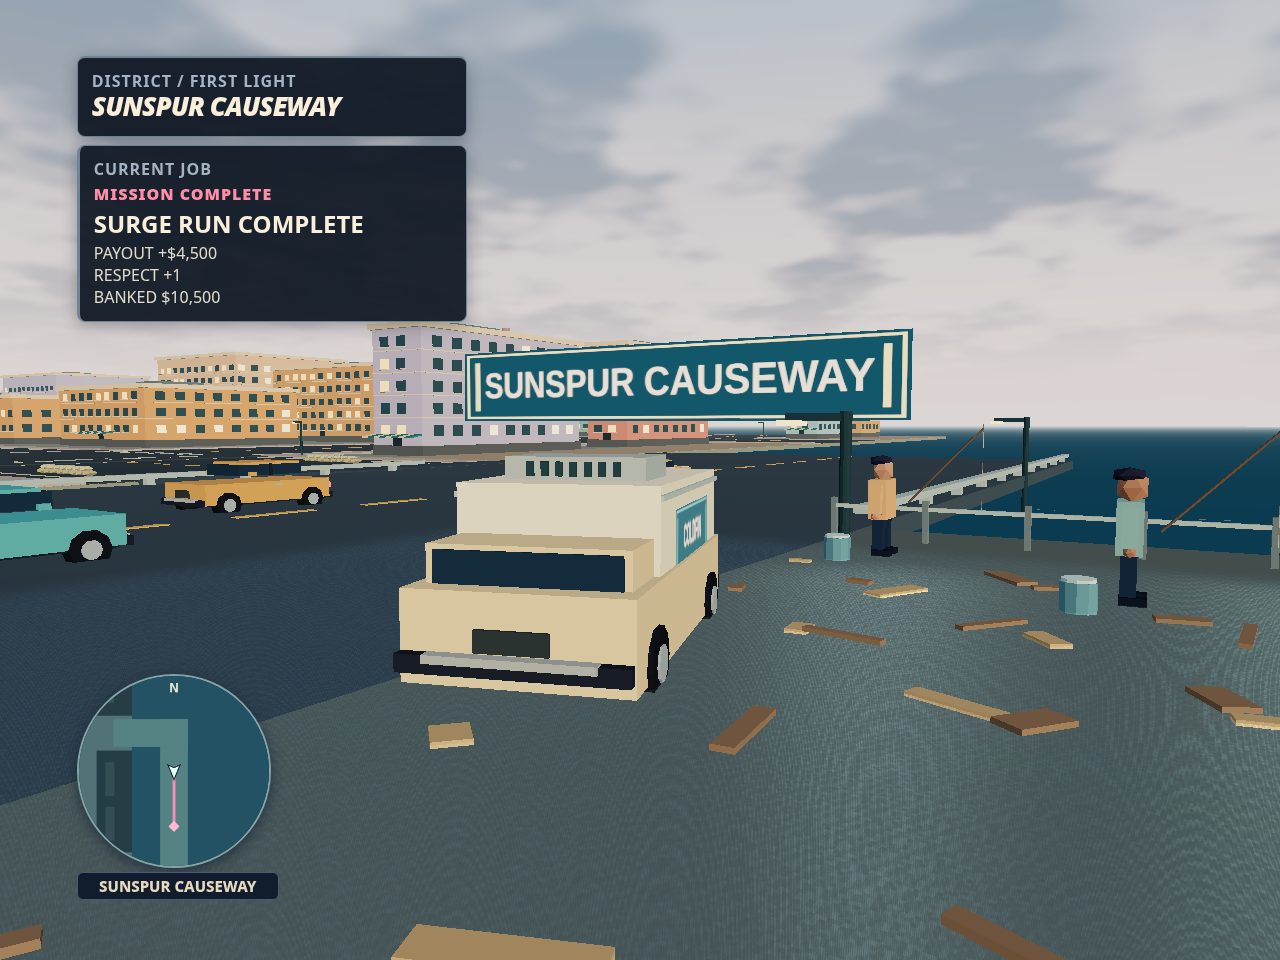 DISTRICT / FIRST LIGHT
SUNSPUR CAUSEWAY
CURRENT JOB
MISSION COMPLETE
SURGE RUN COMPLETE
PAYOUT +$4,500
RESPECT +1
BANKED $10,500
SUNSPUR CAUSEWAY
N
SUNSPUR CAUSEWAY